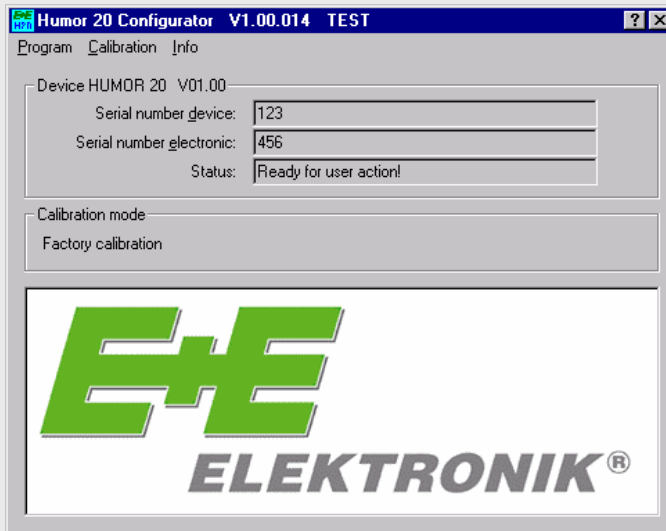 Humor 20 Configurator V1.00.014 TEST
Program Calibration Info
Device HUMOR 20 V01.00
Serial number device: 123
Serial number electronic: 456
Status: Ready for user action!
Calibration mode
Factory calibration
E+E
ELEKTRONIK®